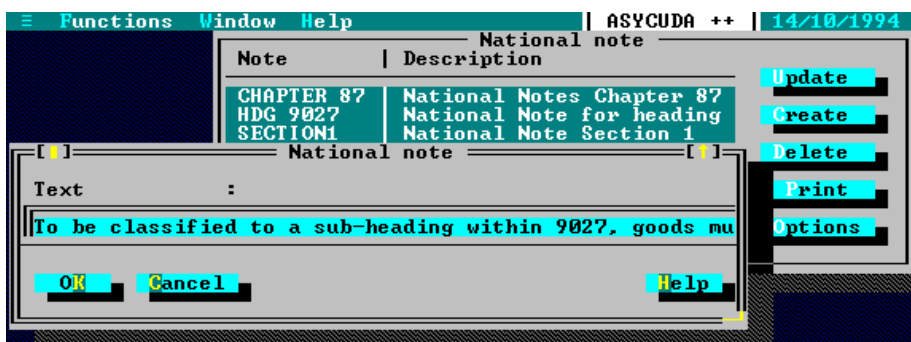 ≡ Functions Window Help ASYCUDA ++ 14/10/1994
National note
Note Description
CHAPTER 87 National Notes Chapter 87
HDG 9027 National Note for heading
SECTION1 National Note Section 1
Update
Create
Delete
Print
Options
National note
Text :
To be classified to a sub-heading within 9027, goods mu
OK Cancel Help